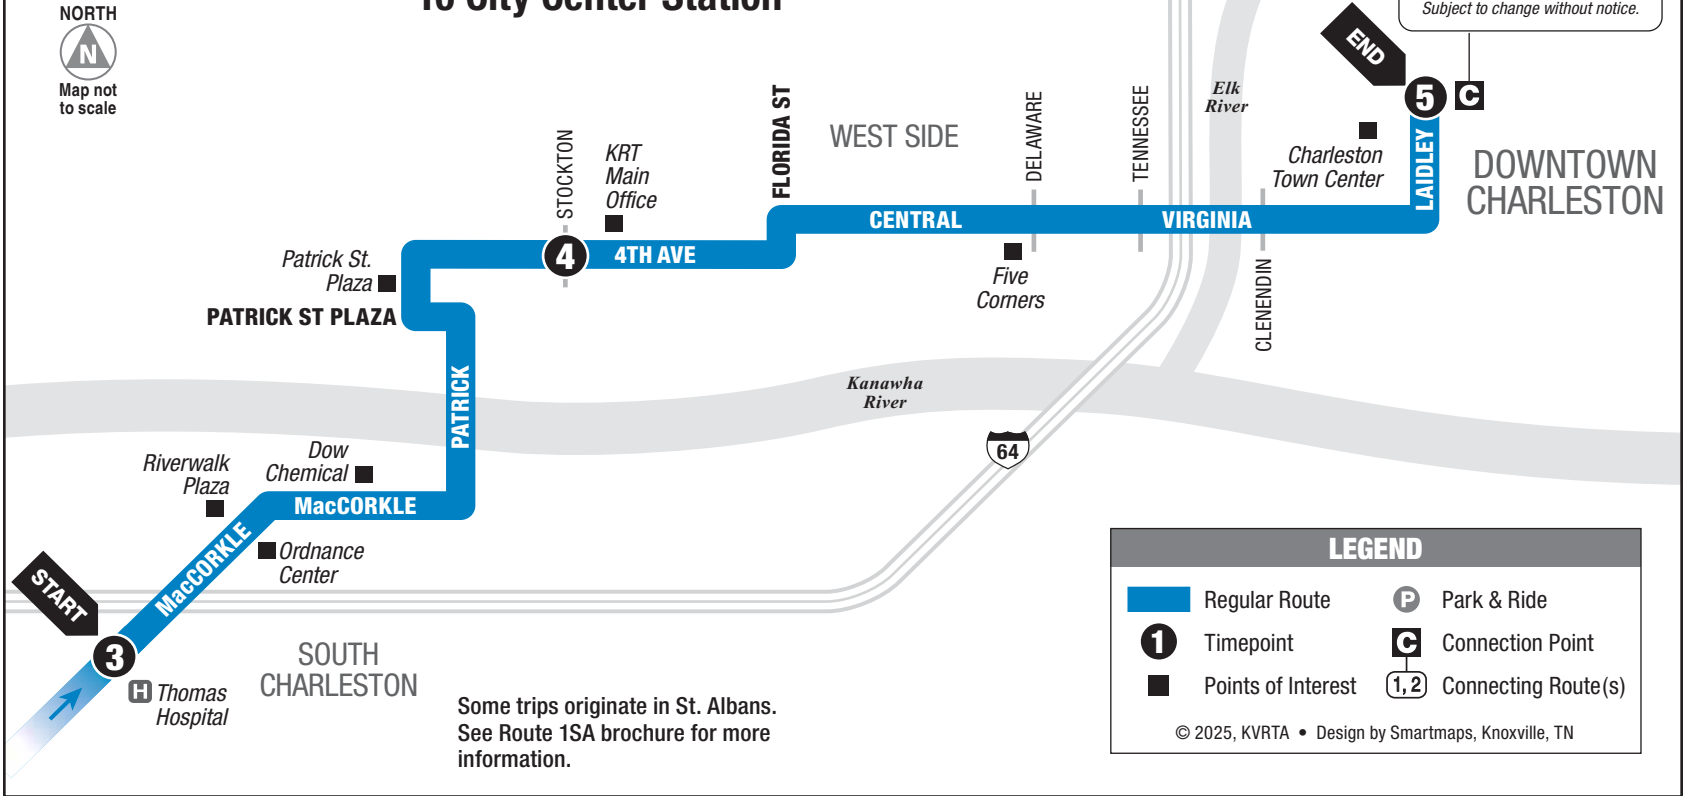 To City Center Station
Subject to change without notice.
NORTH
N
Map not
to scale
END
5
C
Elk
River
FLORIDA ST
WEST SIDE
DELAWARE
TENNESSEE
STOCKTON
KRT
Main
Office
Charleston
Town Center
LAIDLEY
DOWNTOWN
CHARLESTON
CENTRAL
VIRGINIA
4
4TH AVE
Patrick St.
Plaza
PATRICK ST PLAZA
Five
Corners
CLENENDIN
PATRICK
Kanawha
River
64
Riverwalk
Plaza
Dow
Chemical
MacCORKLE
MacCORKLE
Ordnance
Center
START
3
H
Thomas
Hospital
SOUTH
CHARLESTON
Some trips originate in St. Albans.
See Route 1SA brochure for more
information.
LEGEND
Regular Route
P Park & Ride
1 Timepoint
C Connection Point
Points of Interest
1, 2 Connecting Route(s)
© 2025, KVRTA • Design by Smartmaps, Knoxville, TN